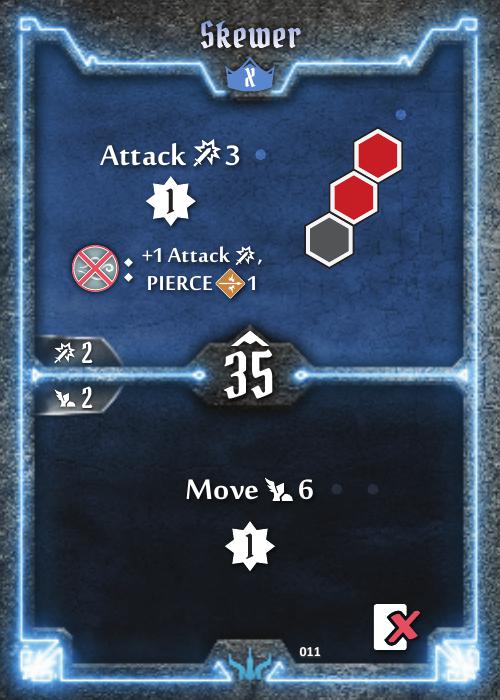 Skewer
X
Attack 3
1
+1 Attack,
PIERCE 1
2
35
2
Move 6
1
011